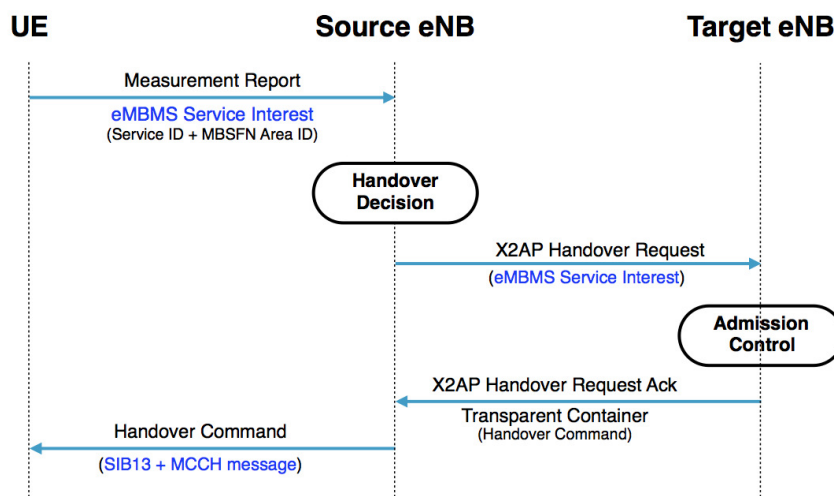 UE
Source eNB
Target eNB
Measurement Report
eMBMS Service Interest
(Service ID + MBSFN Area ID)
Handover
Decision
X2AP Handover Request
(eMBMS Service Interest)
Admission
Control
X2AP Handover Request Ack
Transparent Container
(Handover Command)
Handover Command
(SIB13 + MCCH message)